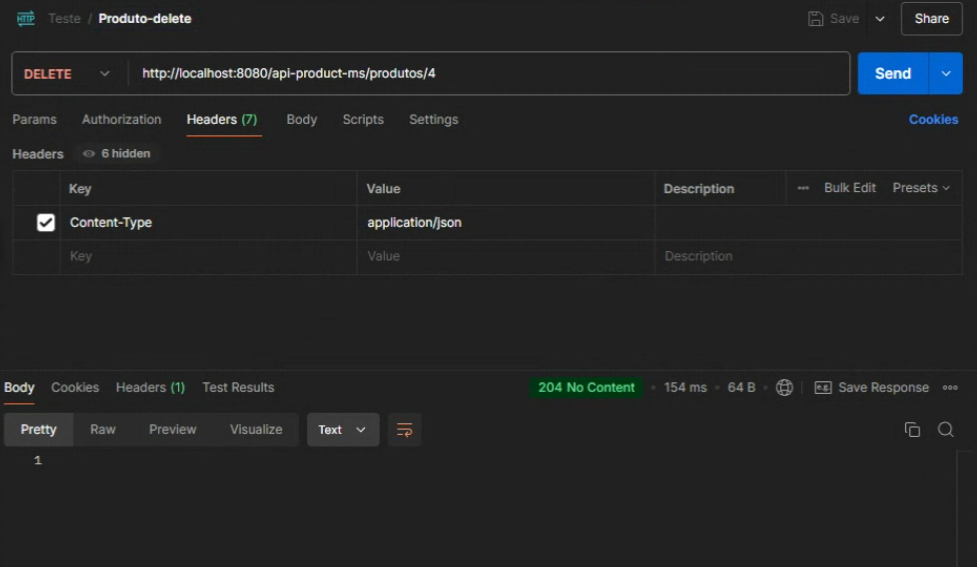 HTTP Teste / Produto-delete Save Share
DELETE http://localhost:8080/api-product-ms/produtos/4 Send
Params Authorization Headers (7) Body Scripts Settings Cookies
Headers 6 hidden
Key Value Description ••• Bulk Edit Presets
Content-Type application/json
Key Value Description
Body Cookies Headers (1) Test Results 204 No Content • 154 ms • 64 B • e.g. Save Response •••
Pretty Raw Preview Visualize Text
1